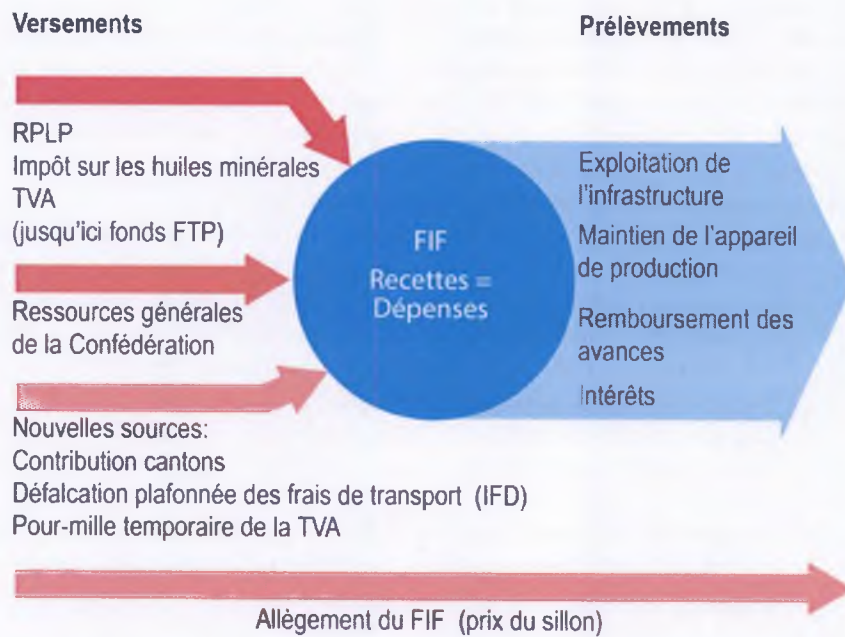 Versements
Prélèvements
RPLP
Impôt sur les huiles minérales
TVA
(jusqu'ici fonds FTP)
Ressources générales
de la Confédération
Nouvelles sources:
Contribution cantons
Défalcation plafonnée des frais de transport (IFD)
Pour-mille temporaire de la TVA
FIF
Recettes =
Dépenses
Exploitation de
l'infrastructure
Maintien de l'appareil
de production
Remboursement des
avances
Intérêts
Allègement du FIF (prix du sillon)